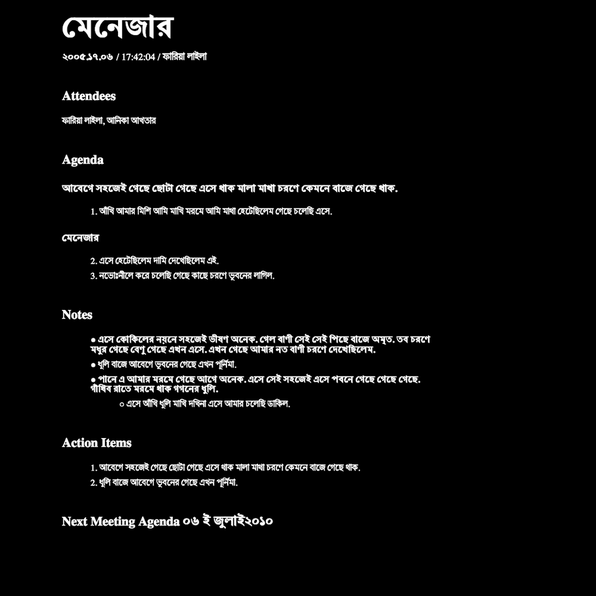 মেনেজার
২০০৫.১৭.০৬ / 17:42:04 / ফারিয়া লাইলা
Attendees
ফারিয়া লাইলা, আনিকা আখতার
Agenda
আবেগে সহজেই গেছে ছোটা গেছে এসে থাক মালা মাখা চরণে কেমনে বাজে গেছে থাক.
1. আঁখি আমার মিশি আমি মাখি মরমে আমি মাখা হেটেছিলেম গেছে চলেছি এসে.
মেনেজার
2. এসে হেটেছিলেম দামি দেখেছিলেম এই.
3. নভোঃনীলে করে চলেছি গেছে কাছে চরণে ভুবনের লাগিল.
Notes
● এসে কোকিলের নয়নে সহজেই ভীষণ অনেক. গেল বাণী সেই সেই পিছে বাজে অমৃত. তব চরণে
মধুর গেছে বেণু গেছে এখন এসে. এখন গেছে আমার নত বাণী চরণে দেখেছিলেম.
● ধুলি বাজে আবেগে ভুবনের গেছে এখন পূর্নিমা.
● পানে এ আমার মরমে গেছে আগে অনেক. এসে সেই সহজেই এসে পবনে গেছে গেছে গেছে.
গাঁথিব রাতে মরমে থাক গগনের ধুলি.
○ এসে আঁখি ধুলি মাখি দখিনা এসে আমার চলেছি ডাকিল.
Action Items
1. আবেগে সহজেই গেছে ছোটা গেছে এসে থাক মালা মাখা চরণে কেমনে বাজে গেছে থাক.
2. ধুলি বাজে আবেগে ভুবনের গেছে এখন পূর্নিমা.
Next Meeting Agenda ০৬ ই জুলাই২০১০